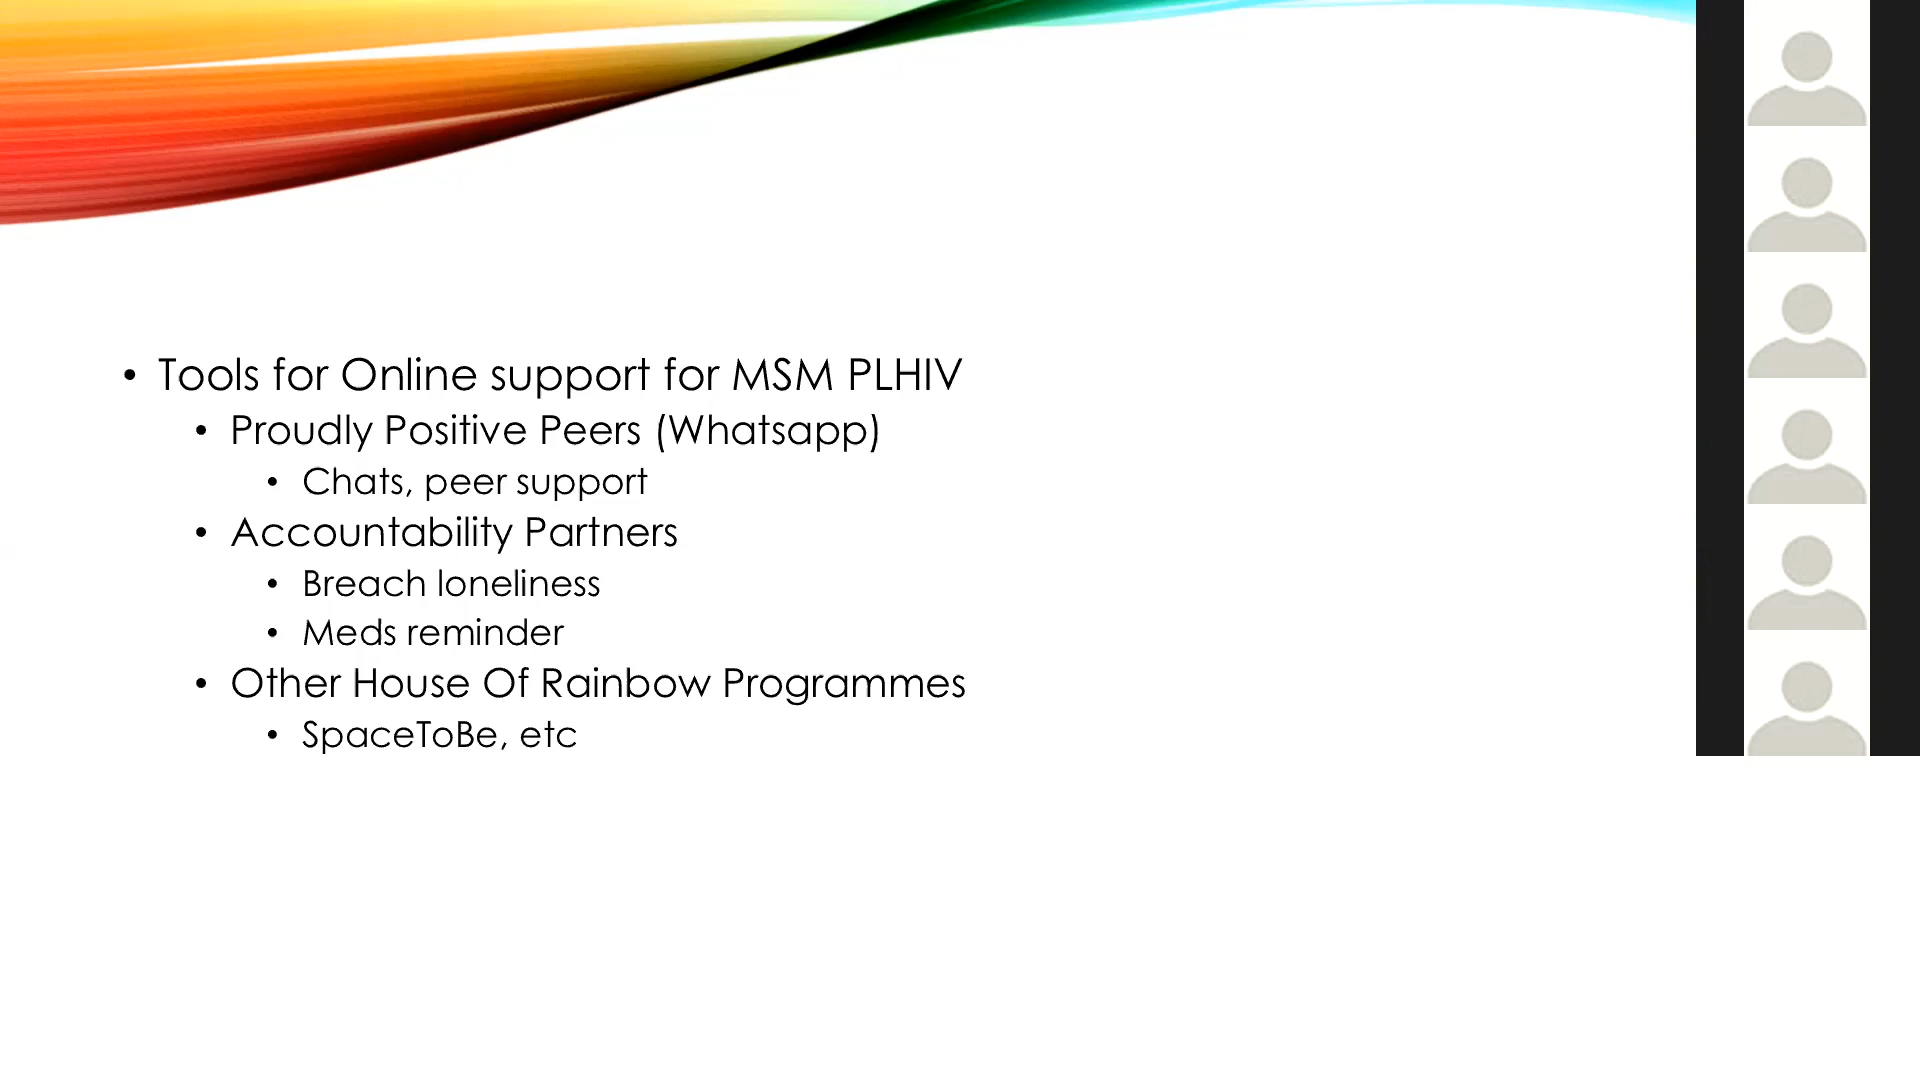 • Tools for Online support for MSM PLHIV
• Proudly Positive Peers (Whatsapp)
• Chats, peer support
• Accountability Partners
• Breach loneliness
• Meds reminder
• Other House Of Rainbow Programmes
• SpaceToBe, etc